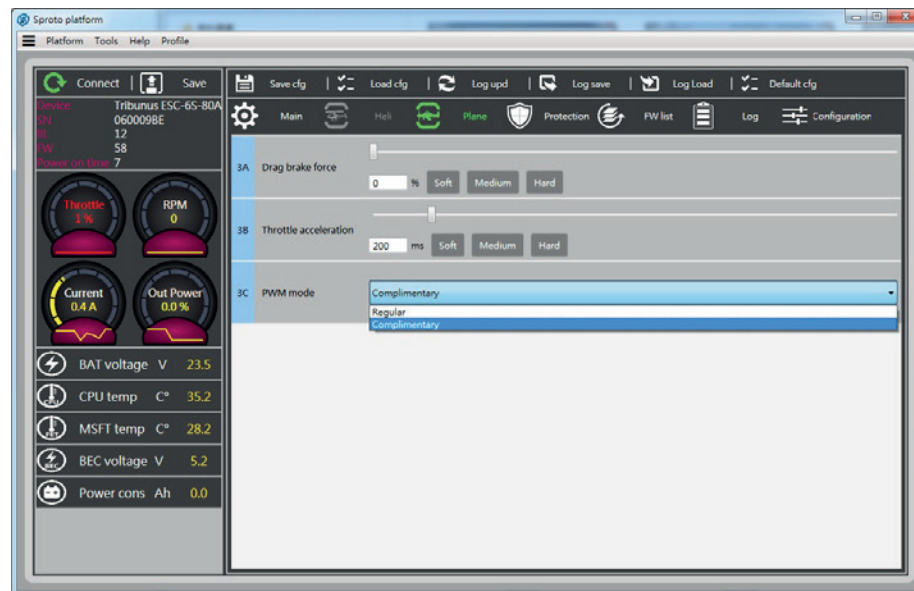 Sproto platform
Platform Tools Help Profile
Connect | Save
Save cfg | Load cfg | Log upd | Log save | Log Load | Default cfg
Device Tribunus ESC-6S-80A
SN 060009BE
12
FW 58
Power on time 7
Main Heli Plane Protection FW list Log Configuration
Throttle
1 %
RPM
0
Current
0.4 A
Out Power
0.0 %
BAT voltage V 23.5
CPU temp C° 35.2
MSFT temp C° 28.2
BEC voltage V 5.2
Power cons Ah 0.0
3A Drag brake force
0 % Soft Medium Hard
3B Throttle acceleration
200 ms Soft Medium Hard
3C PWM mode Complimentary
Regular
Complimentary